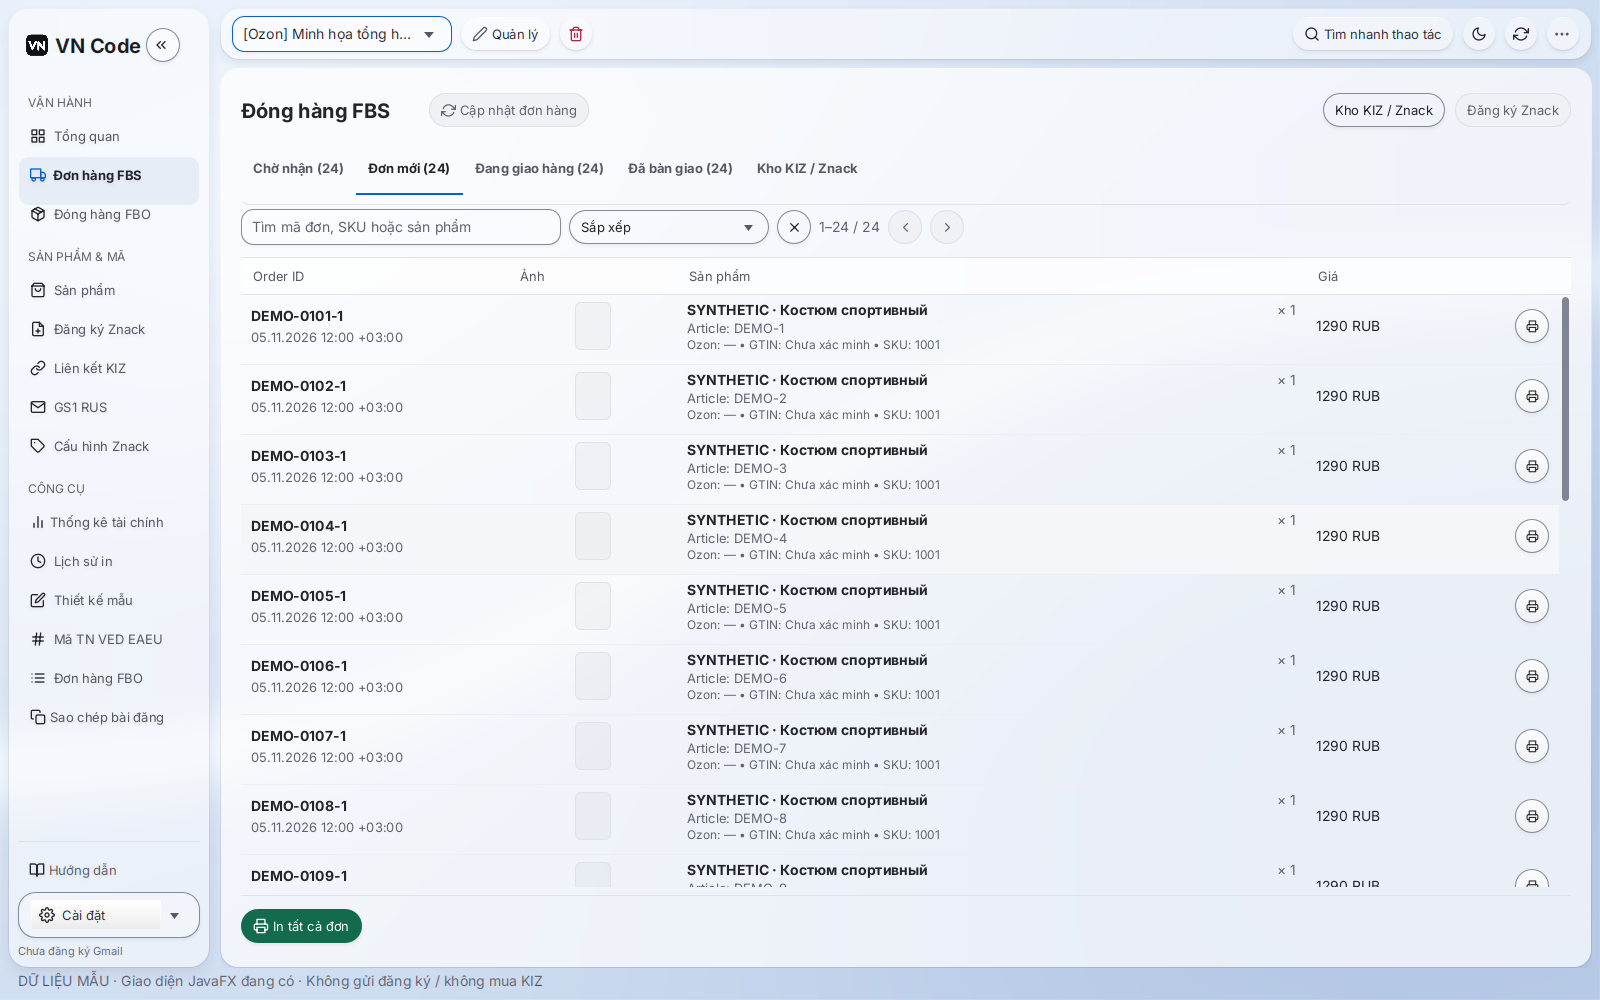 VN VN Code
VẬN HÀNH
Tổng quan
Đơn hàng FBS
Đóng hàng FBO
SẢN PHẨM & MÃ
Sản phẩm
Đăng ký Znack
Liên kết KIZ
GS1 RUS
Cấu hình Znack
CÔNG CỤ
Thống kê tài chính
Lịch sử in
Thiết kế mẫu
Mã TN VED EAEU
Đơn hàng FBO
Sao chép bài đăng
Hướng dẫn
Cài đặt
Chưa đăng ký Gmail
[Ozon] Minh họa tổng h...
Quản lý
Tìm nhanh thao tác
Đóng hàng FBS
Cập nhật đơn hàng
Kho KIZ / Znack
Đăng ký Znack
Chờ nhận (24)
Đơn mới (24)
Đang giao hàng (24)
Đã bàn giao (24)
Kho KIZ / Znack
Tìm mã đơn, SKU hoặc sản phẩm
Sắp xếp
1–24 / 24
Order ID
Ảnh
Sản phẩm
Giá
DEMO-0101-1
05.11.2026 12:00 +03:00
SYNTHETIC · Костюм спортивный
Article: DEMO-1
Ozon: — • GTIN: Chưa xác minh • SKU: 1001
× 1
1290 RUB
DEMO-0102-1
05.11.2026 12:00 +03:00
SYNTHETIC · Костюм спортивный
Article: DEMO-2
Ozon: — • GTIN: Chưa xác minh • SKU: 1001
× 1
1290 RUB
DEMO-0103-1
05.11.2026 12:00 +03:00
SYNTHETIC · Костюм спортивный
Article: DEMO-3
Ozon: — • GTIN: Chưa xác minh • SKU: 1001
× 1
1290 RUB
DEMO-0104-1
05.11.2026 12:00 +03:00
SYNTHETIC · Костюм спортивный
Article: DEMO-4
Ozon: — • GTIN: Chưa xác minh • SKU: 1001
× 1
1290 RUB
DEMO-0105-1
05.11.2026 12:00 +03:00
SYNTHETIC · Костюм спортивный
Article: DEMO-5
Ozon: — • GTIN: Chưa xác minh • SKU: 1001
× 1
1290 RUB
DEMO-0106-1
05.11.2026 12:00 +03:00
SYNTHETIC · Костюм спортивный
Article: DEMO-6
Ozon: — • GTIN: Chưa xác minh • SKU: 1001
× 1
1290 RUB
DEMO-0107-1
05.11.2026 12:00 +03:00
SYNTHETIC · Костюм спортивный
Article: DEMO-7
Ozon: — • GTIN: Chưa xác minh • SKU: 1001
× 1
1290 RUB
DEMO-0108-1
05.11.2026 12:00 +03:00
SYNTHETIC · Костюм спортивный
Article: DEMO-8
Ozon: — • GTIN: Chưa xác minh • SKU: 1001
× 1
1290 RUB
DEMO-0109-1
SYNTHETIC · Костюм спортивный
Article: DEMO-9
× 1
1290 RUB
In tất cả đơn
DỮ LIỆU MẪU · Giao diện JavaFX đang có · Không gửi đăng ký / không mua KIZ